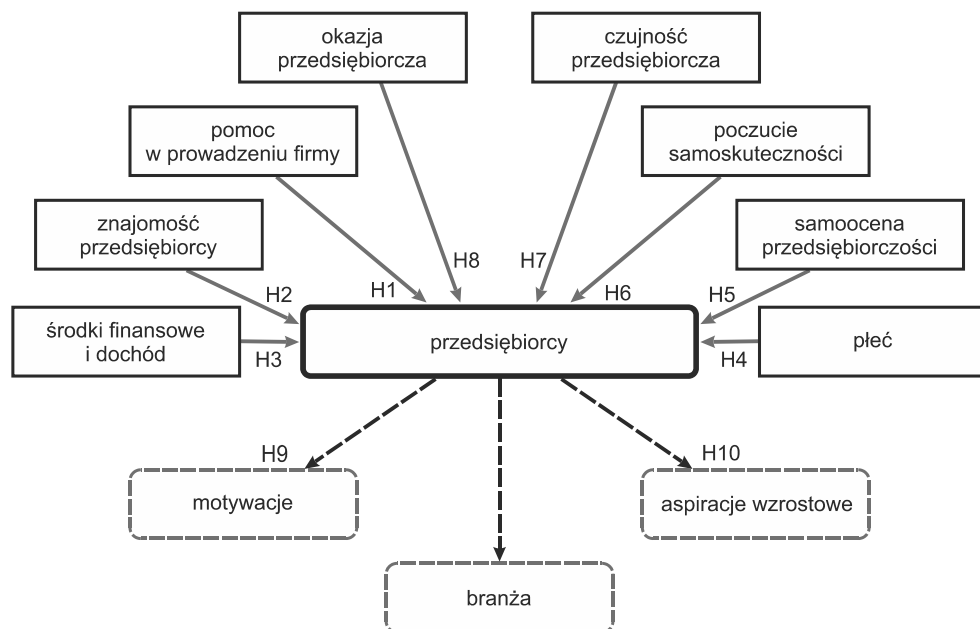 okazja
przedsiębiorcza
czujność
przedsiębiorcza
pomoc
w prowadzeniu firmy
poczucie
samoskuteczności
znajomość
przedsiębiorcy
samoocena
przedsiębiorczości
H8
H7
H2
H1
H6
H5
środki finansowe
i dochód
H3
przedsiębiorcy
H4
płeć
H9
H10
motywacje
aspiracje wzrostowe
branża